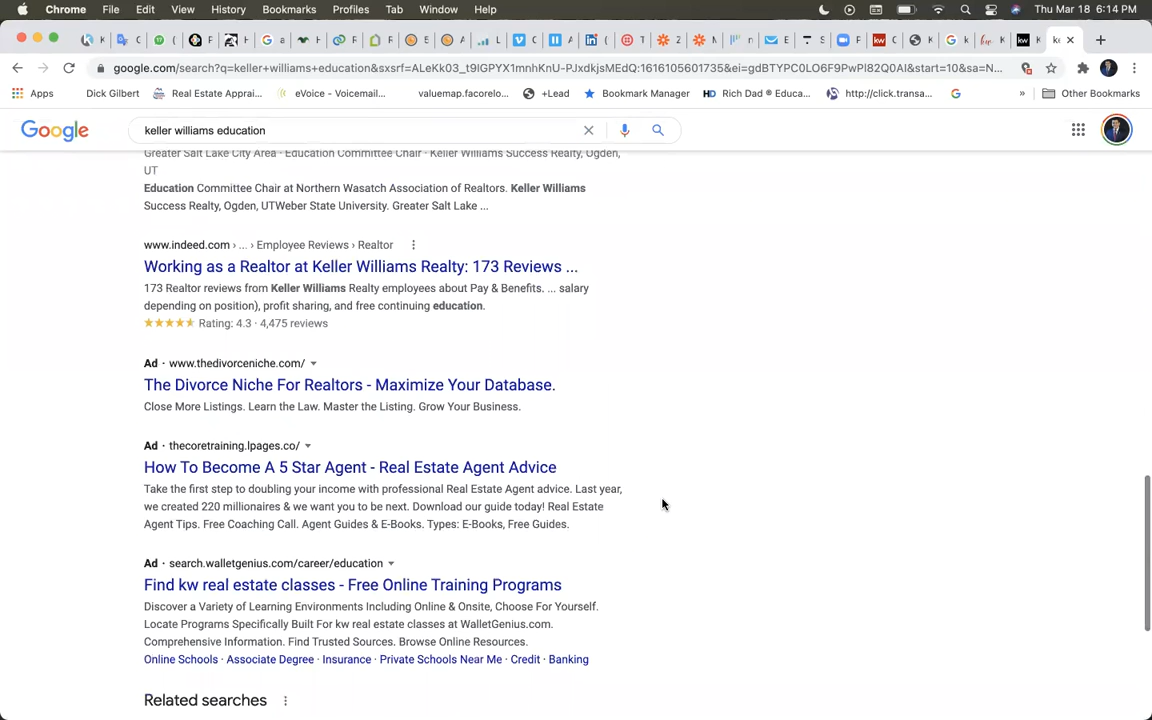 Chrome File Edit View History Bookmarks Profiles Tab Window Help Thu Mar 18 6:14 PM
google.com/search?q=keller+williams+education&sxsrf=ALeKk03_t9IGPYX1mnhKnU-PJxdkjsMEdQ:1616105601735&ei=gdBTYPC0LO6F9PwPl82Q0AI&start=10&sa=N...
Apps Dick Gilbert Real Estate Apprai... eVoice - Voicemail... valuemap.facorelo... +Lead Bookmark Manager Rich Dad ® Educa... http://click.transa... » Other Bookmarks
Google keller williams education
Greater Salt Lake City Area · Education Committee Chair · Keller Williams Success Realty, Ogden,
UT
Education Committee Chair at Northern Wasatch Association of Realtors. Keller Williams
Success Realty, Ogden, UTWeber State University. Greater Salt Lake ...
www.indeed.com › ... › Employee Reviews › Realtor
Working as a Realtor at Keller Williams Realty: 173 Reviews ...
173 Realtor reviews from Keller Williams Realty employees about Pay & Benefits. ... salary
depending on position), profit sharing, and free continuing education.
Rating: 4.3 · 4,475 reviews
Ad · www.thedivorceniche.com/
The Divorce Niche For Realtors - Maximize Your Database.
Close More Listings. Learn the Law. Master the Listing. Grow Your Business.
Ad · thecoretraining.lpages.co/
How To Become A 5 Star Agent - Real Estate Agent Advice
Take the first step to doubling your income with professional Real Estate Agent advice. Last year,
we created 220 millionaires & we want you to be next. Download our guide today! Real Estate
Agent Tips. Free Coaching Call. Agent Guides & E-Books. Types: E-Books, Free Guides.
Ad · search.walletgenius.com/career/education
Find kw real estate classes - Free Online Training Programs
Discover a Variety of Learning Environments Including Online & Onsite, Choose For Yourself.
Locate Programs Specifically Built For kw real estate classes at WalletGenius.com.
Comprehensive Information. Find Trusted Sources. Browse Online Resources.
Online Schools · Associate Degree · Insurance · Private Schools Near Me · Credit · Banking
Related searches